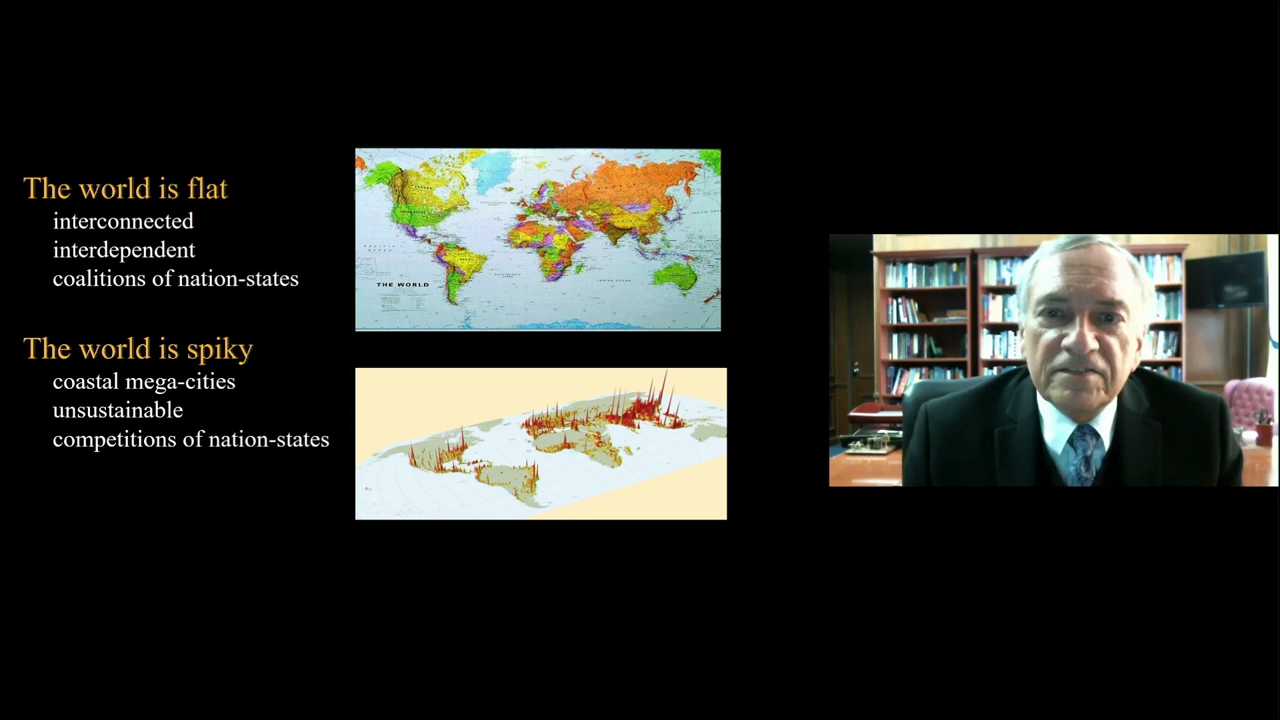 The world is flat
interconnected
interdependent
coalitions of nation-states
THE WORLD
The world is spiky
coastal mega-cities
unsustainable
competitions of nation-states